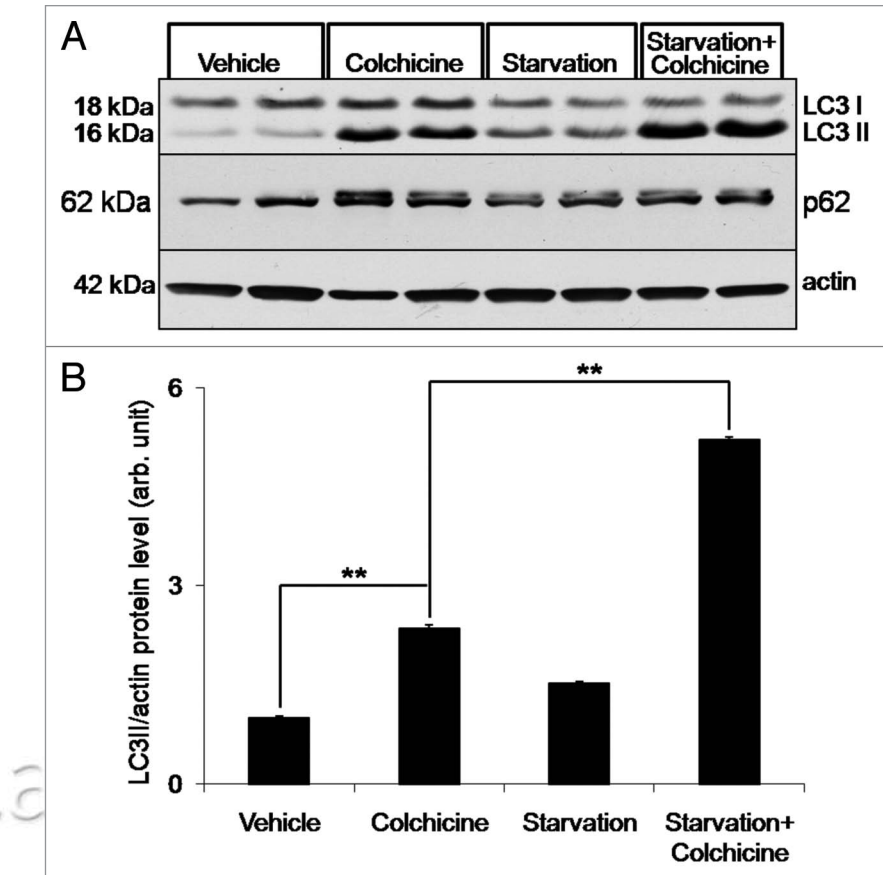 A
Vehicle
Colchicine
Starvation
Starvation+
Colchicine
18 kDa
LC3 I
16 kDa
LC3 II
62 kDa
p62
42 kDa
actin
B
LC3II/actin protein level (arb. unit)
6
3
0
**
**
Vehicle
Colchicine
Starvation
Starvation+
Colchicine